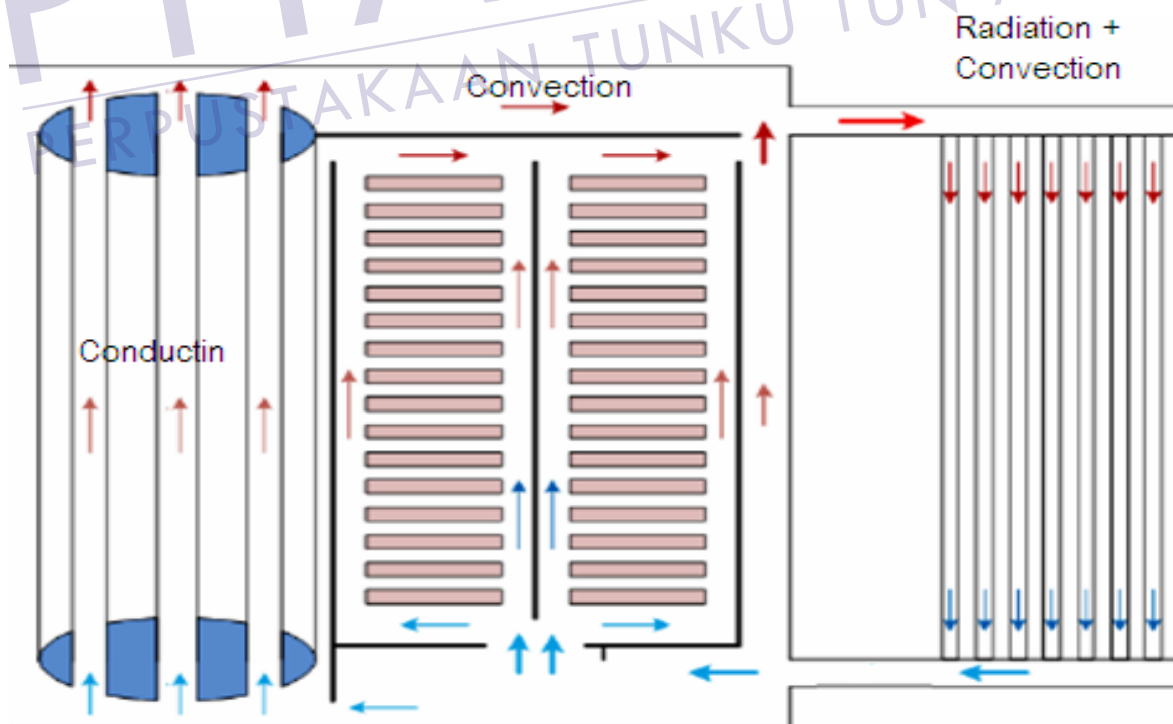 PERPUSTAKAAN TUNKU TUN
Radiation +
Convection
Convection
Conductin